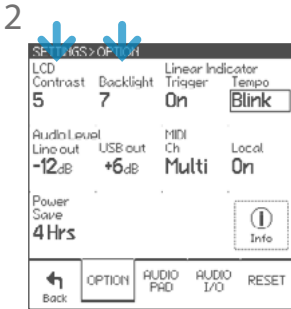 2
SETTINGS>OPTION
LCD
Contrast Backlight
5 7
Linear Indicator
Trigger Tempo
On Blink
Audio Level
Line out USB out
-12dB +6dB
MIDI
Ch Local
Multi On
Power
Save
4 Hrs
Info
Back
OPTION
AUDIO
PAD
AUDIO
I/O
RESET